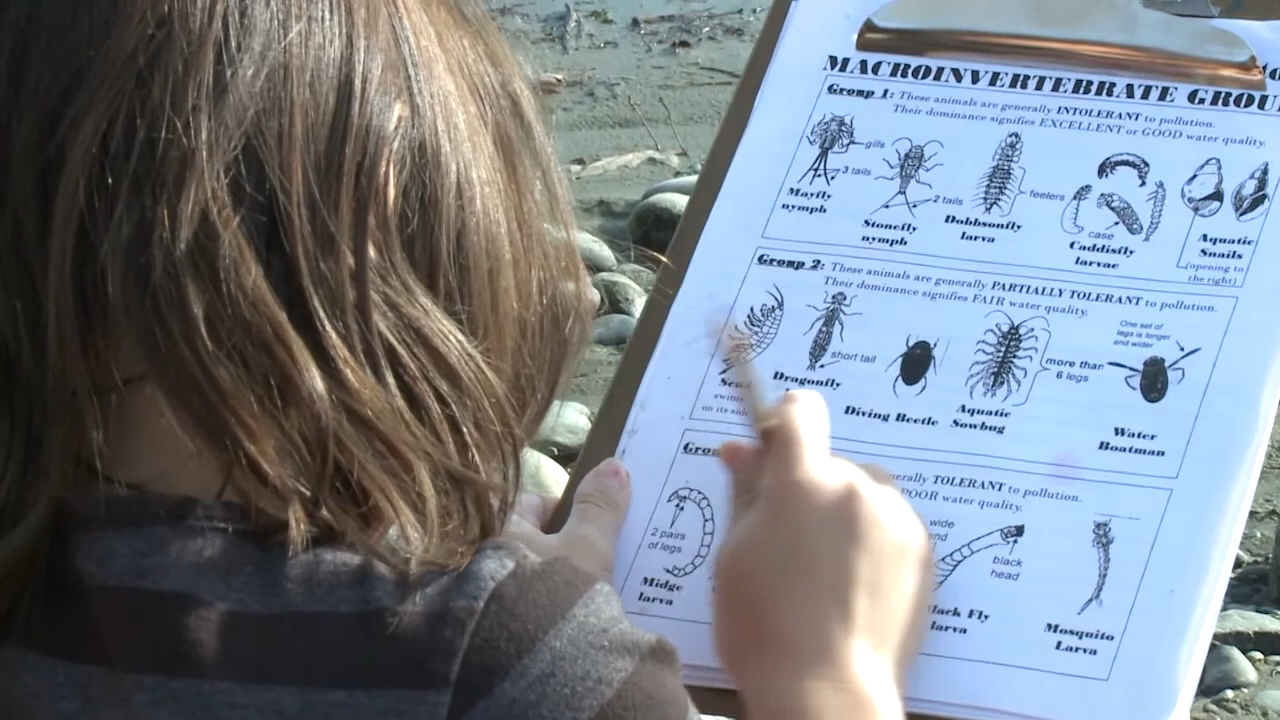 MACROINVERTEBRATE
Group 1: These animals are generally INTOLERANT to pollution.
Their dominance signifies EXCELLENT or GOOD water quality.
gills
3 tails
Mayfly
nymph
2 tails
Stonefly
nymph
feelers
Dobbsonfly
larva
case
Caddisfly
larvae
Aquatic
Snails
(opening to
the right)
Group 2: These animals are generally PARTIALLY TOLERANT to pollution.
Their dominance signifies FAIR water quality.
swims
on its side
short tail
Dragonfly
Diving Beetle
more than
6 legs
Aquatic
Sowbug
One set of
legs is longer
and wider
Water
Boatman
TOLERANT to pollution.
POOR water quality.
2 pairs
of legs
Midge
larva
wide
end
black
head
Fly
larva
Mosquito
Larva